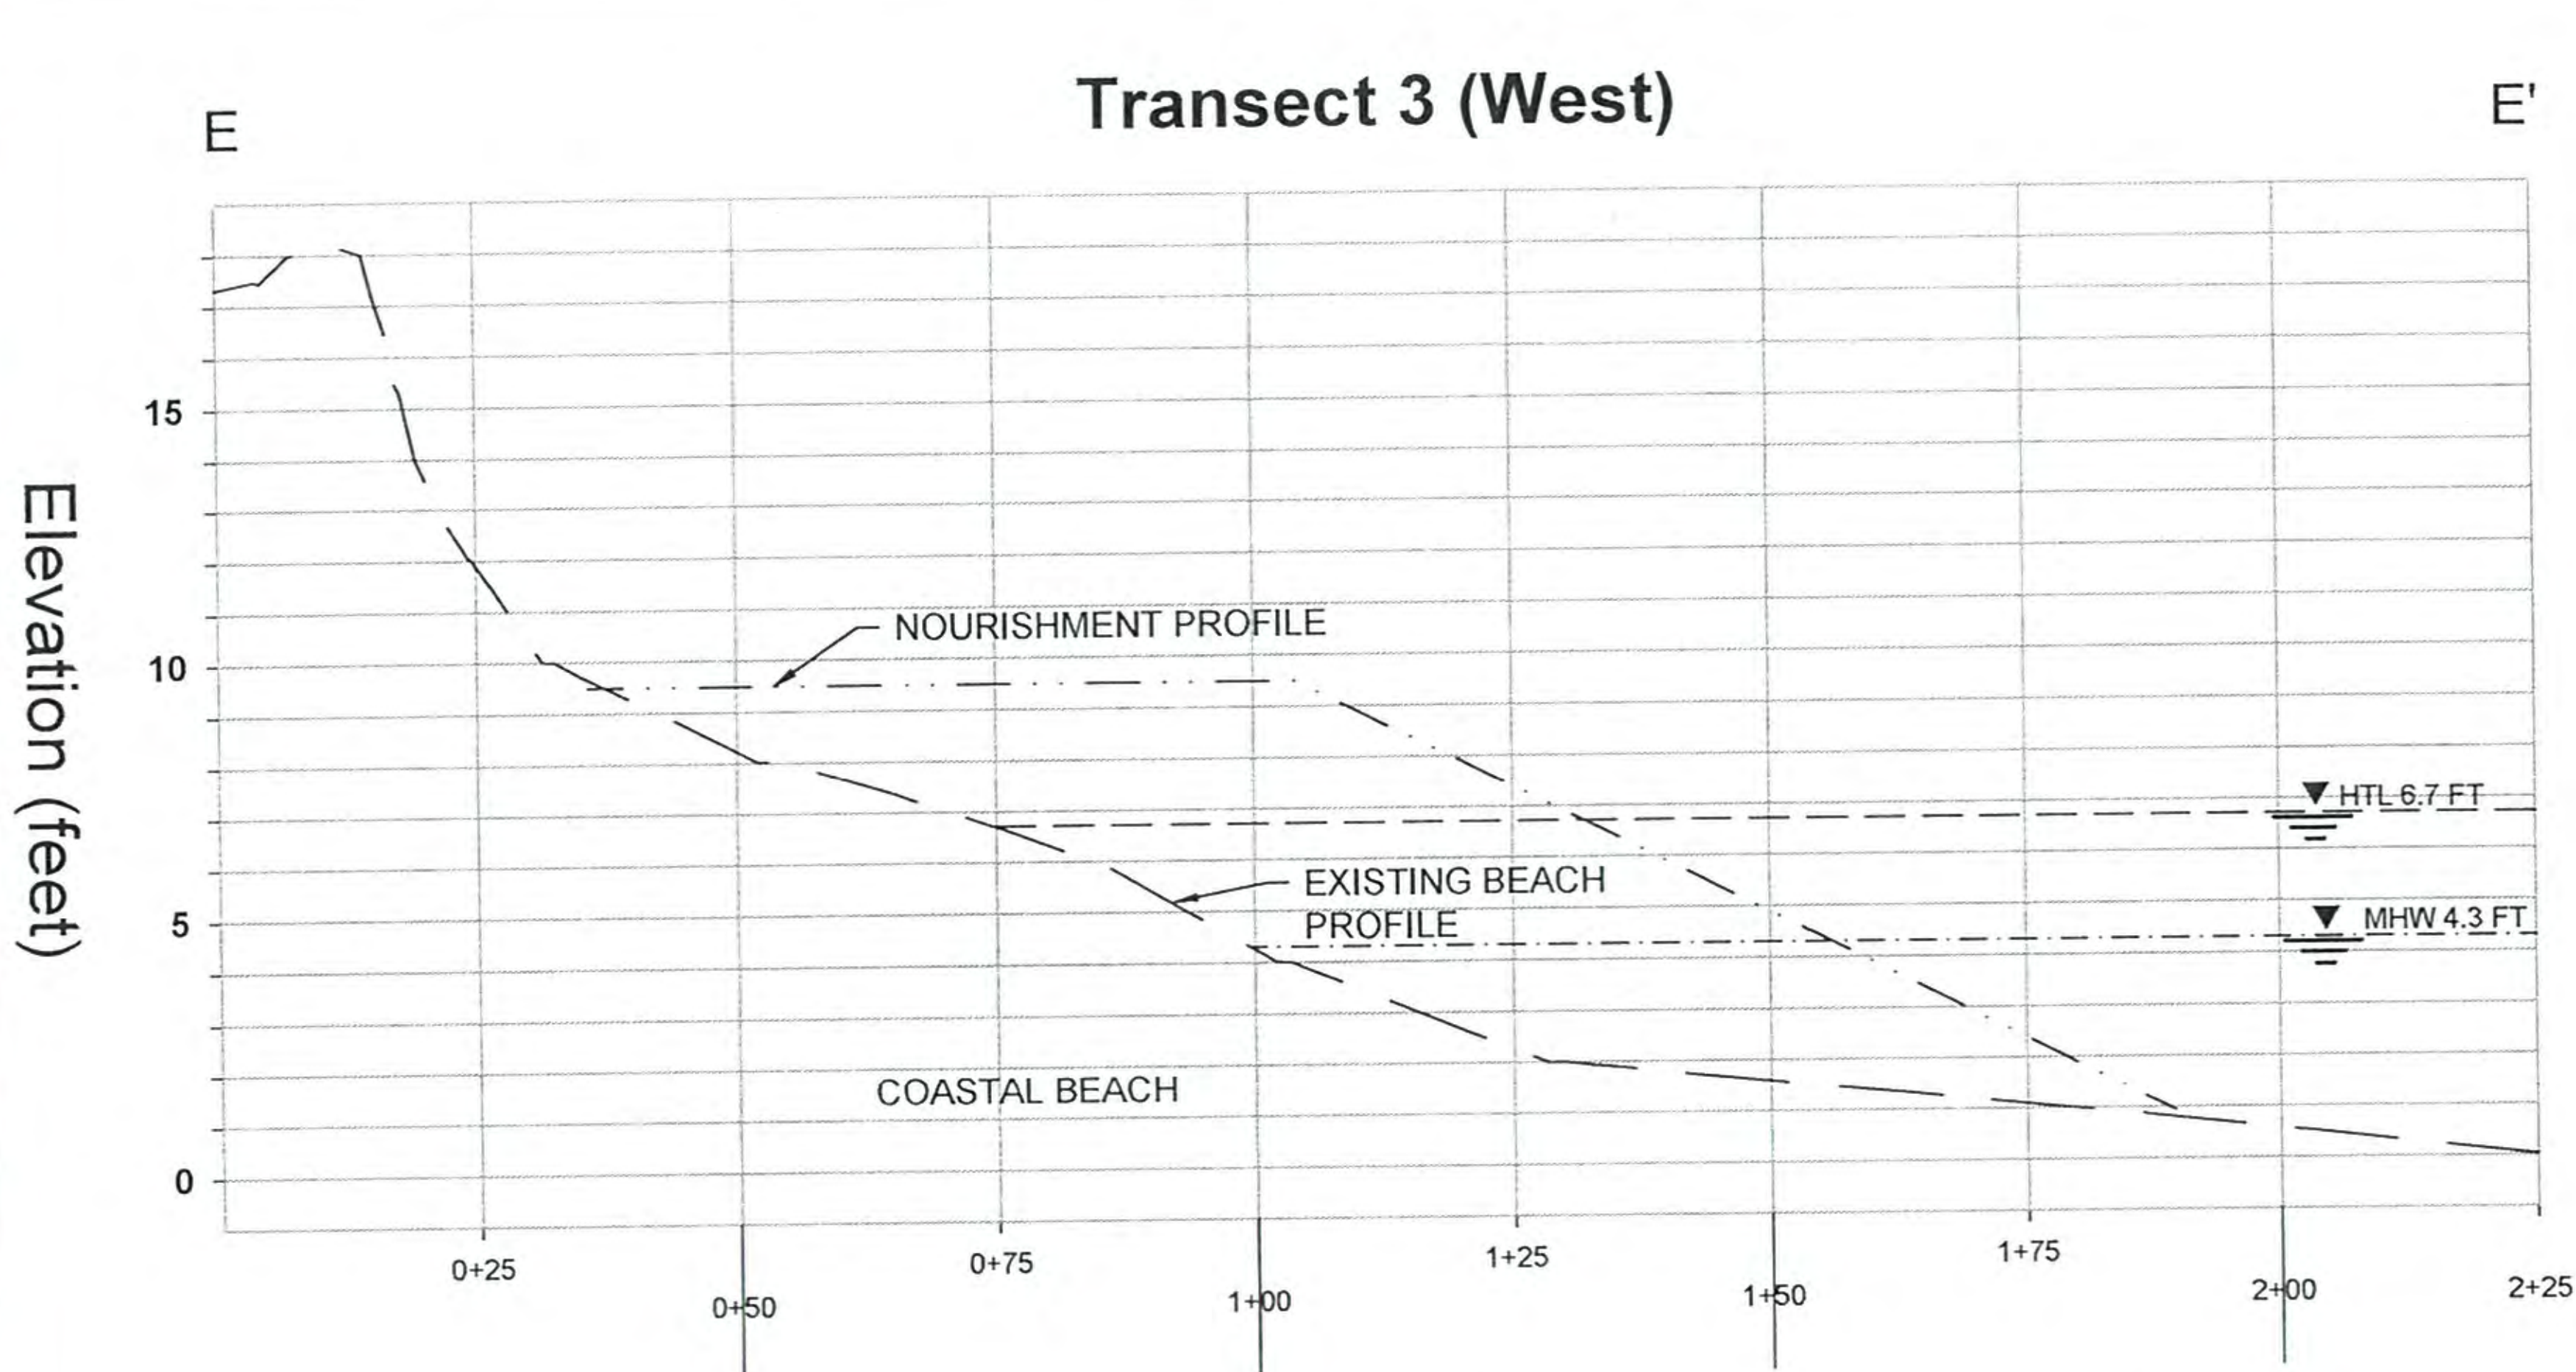 Transect 3 (West)
E
E'
Elevation (feet)
15
10
5
0
NOURISHMENT PROFILE
HTL 6.7 FT
EXISTING BEACH
PROFILE
MHW 4.3 FT
COASTAL BEACH
0+25
0+50
0+75
1+00
1+25
1+50
1+75
2+00
2+25